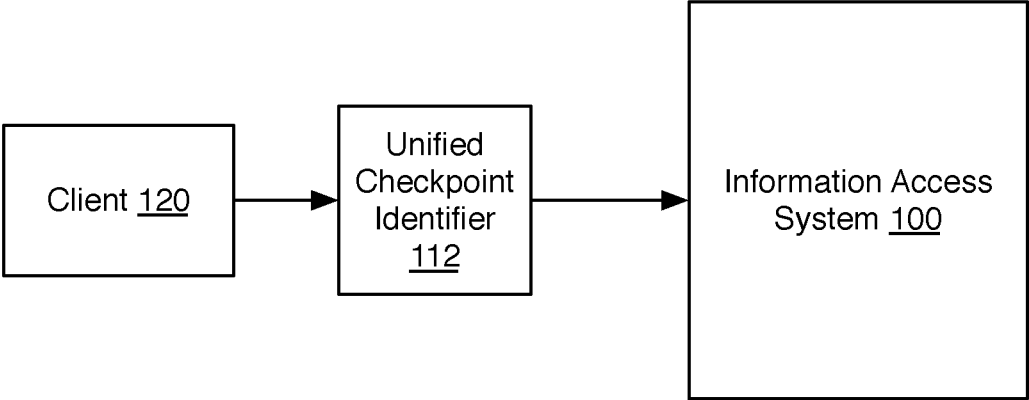 Client 120
Unified
Checkpoint
Identifier
112
Information Access
System 100